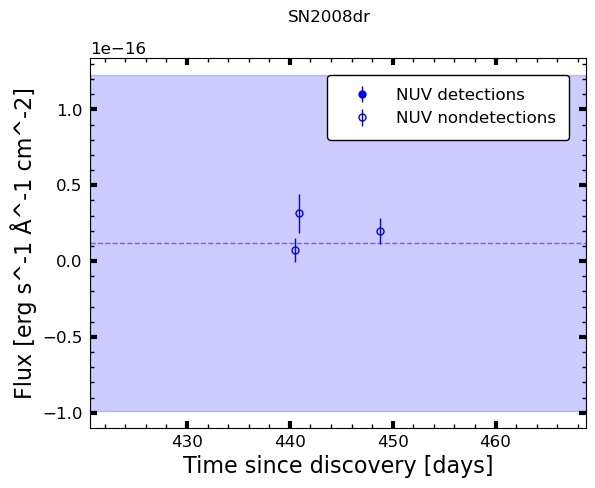 SN2008dr
1e−16
NUV detections
NUV nondetections
1.0
0.5
0.0
−0.5
−1.0
Flux [erg s^-1 Å^-1 cm^-2]
430 440 450 460
Time since discovery [days]